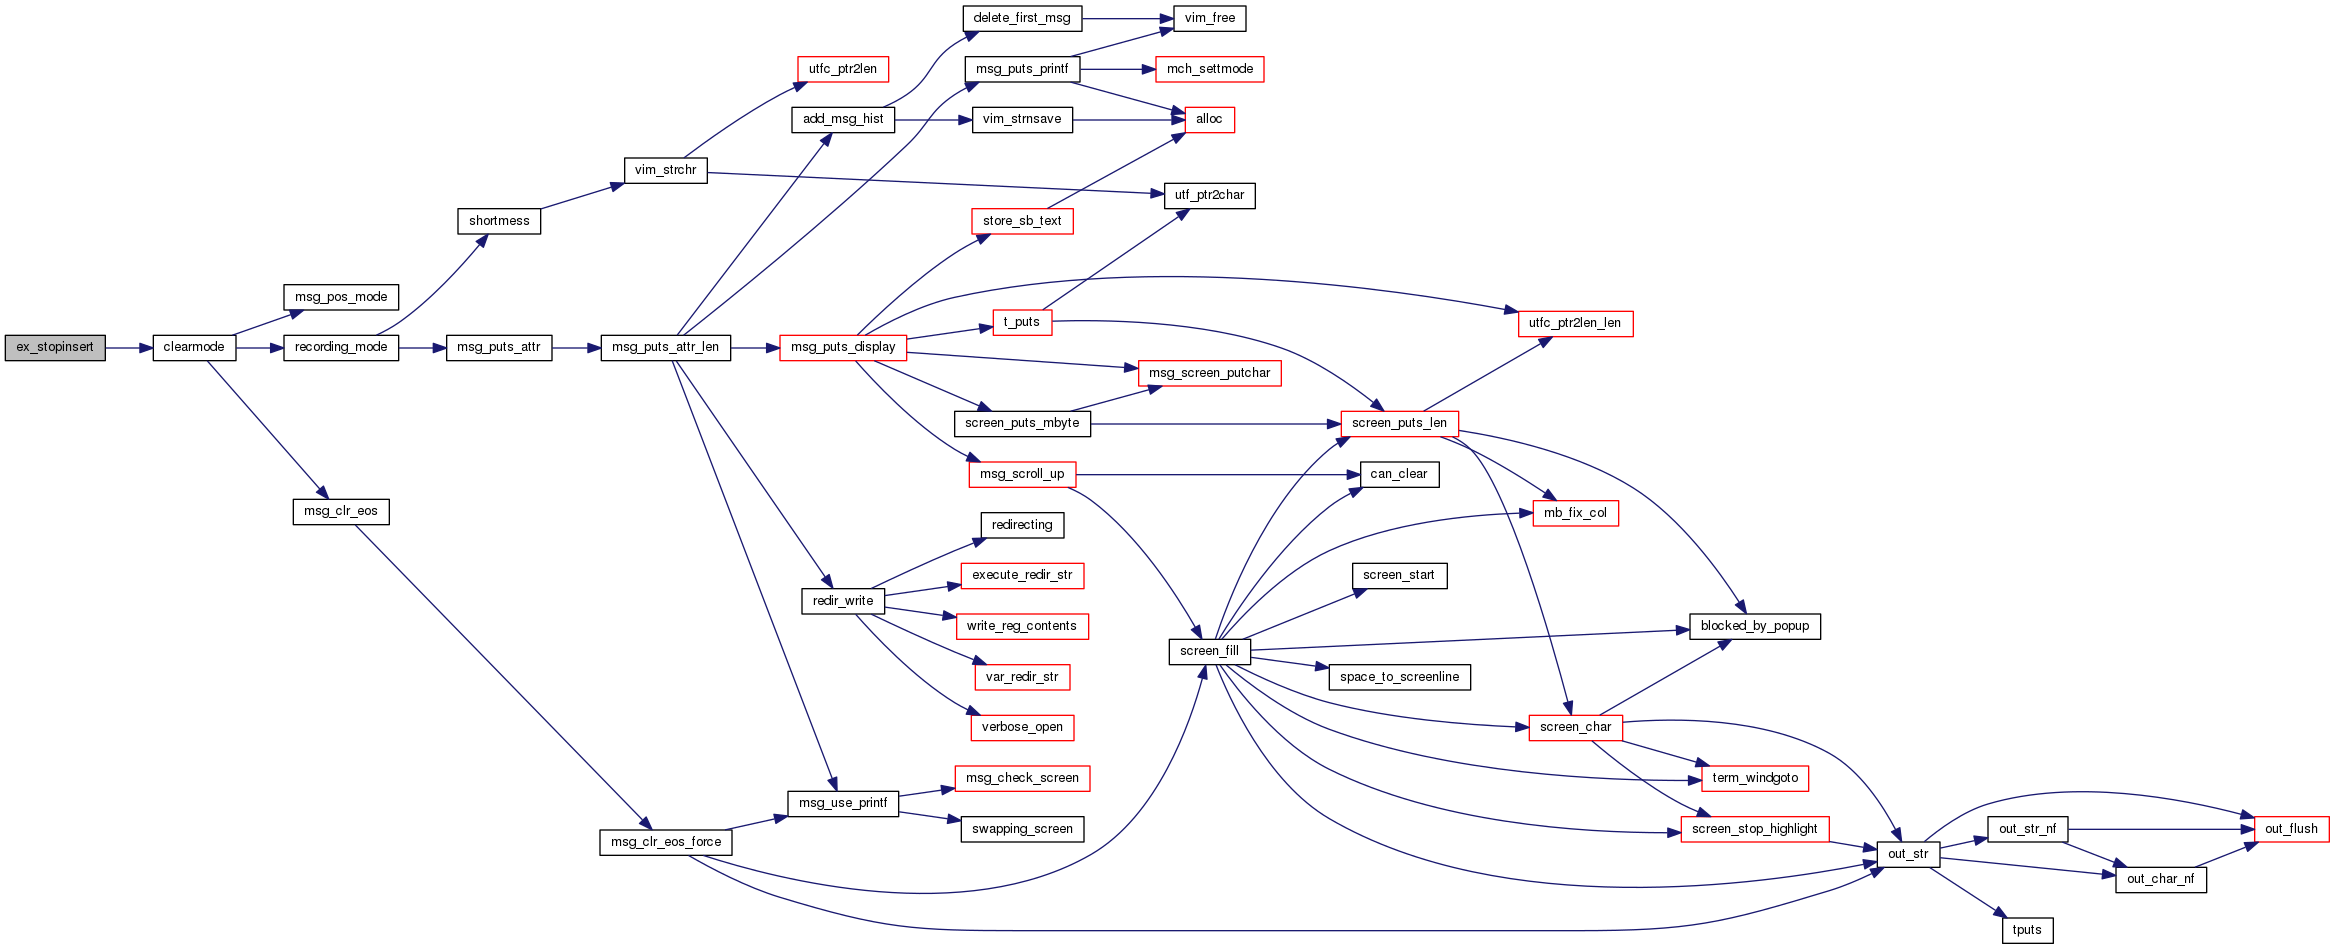 delete_first_msg
vim_free
utfc_ptr2len
msg_puts_printf
mch_settmode
add_msg_hist
vim_strnsave
alloc
vim_strchr
utf_ptr2char
shortmess
store_sb_text
msg_pos_mode
t_puts
utfc_ptr2len_len
ex_stopinsert
clearmode
recording_mode
msg_puts_attr
msg_puts_attr_len
msg_puts_display
msg_screen_putchar
screen_puts_mbyte
screen_puts_len
msg_scroll_up
can_clear
msg_clr_eos
mb_fix_col
redirecting
execute_redir_str
screen_start
redir_write
write_reg_contents
blocked_by_popup
screen_fill
var_redir_str
space_to_screenline
verbose_open
screen_char
msg_check_screen
term_windgoto
msg_use_printf
swapping_screen
screen_stop_highlight
out_str_nf
out_flush
msg_clr_eos_force
out_str
out_char_nf
tputs